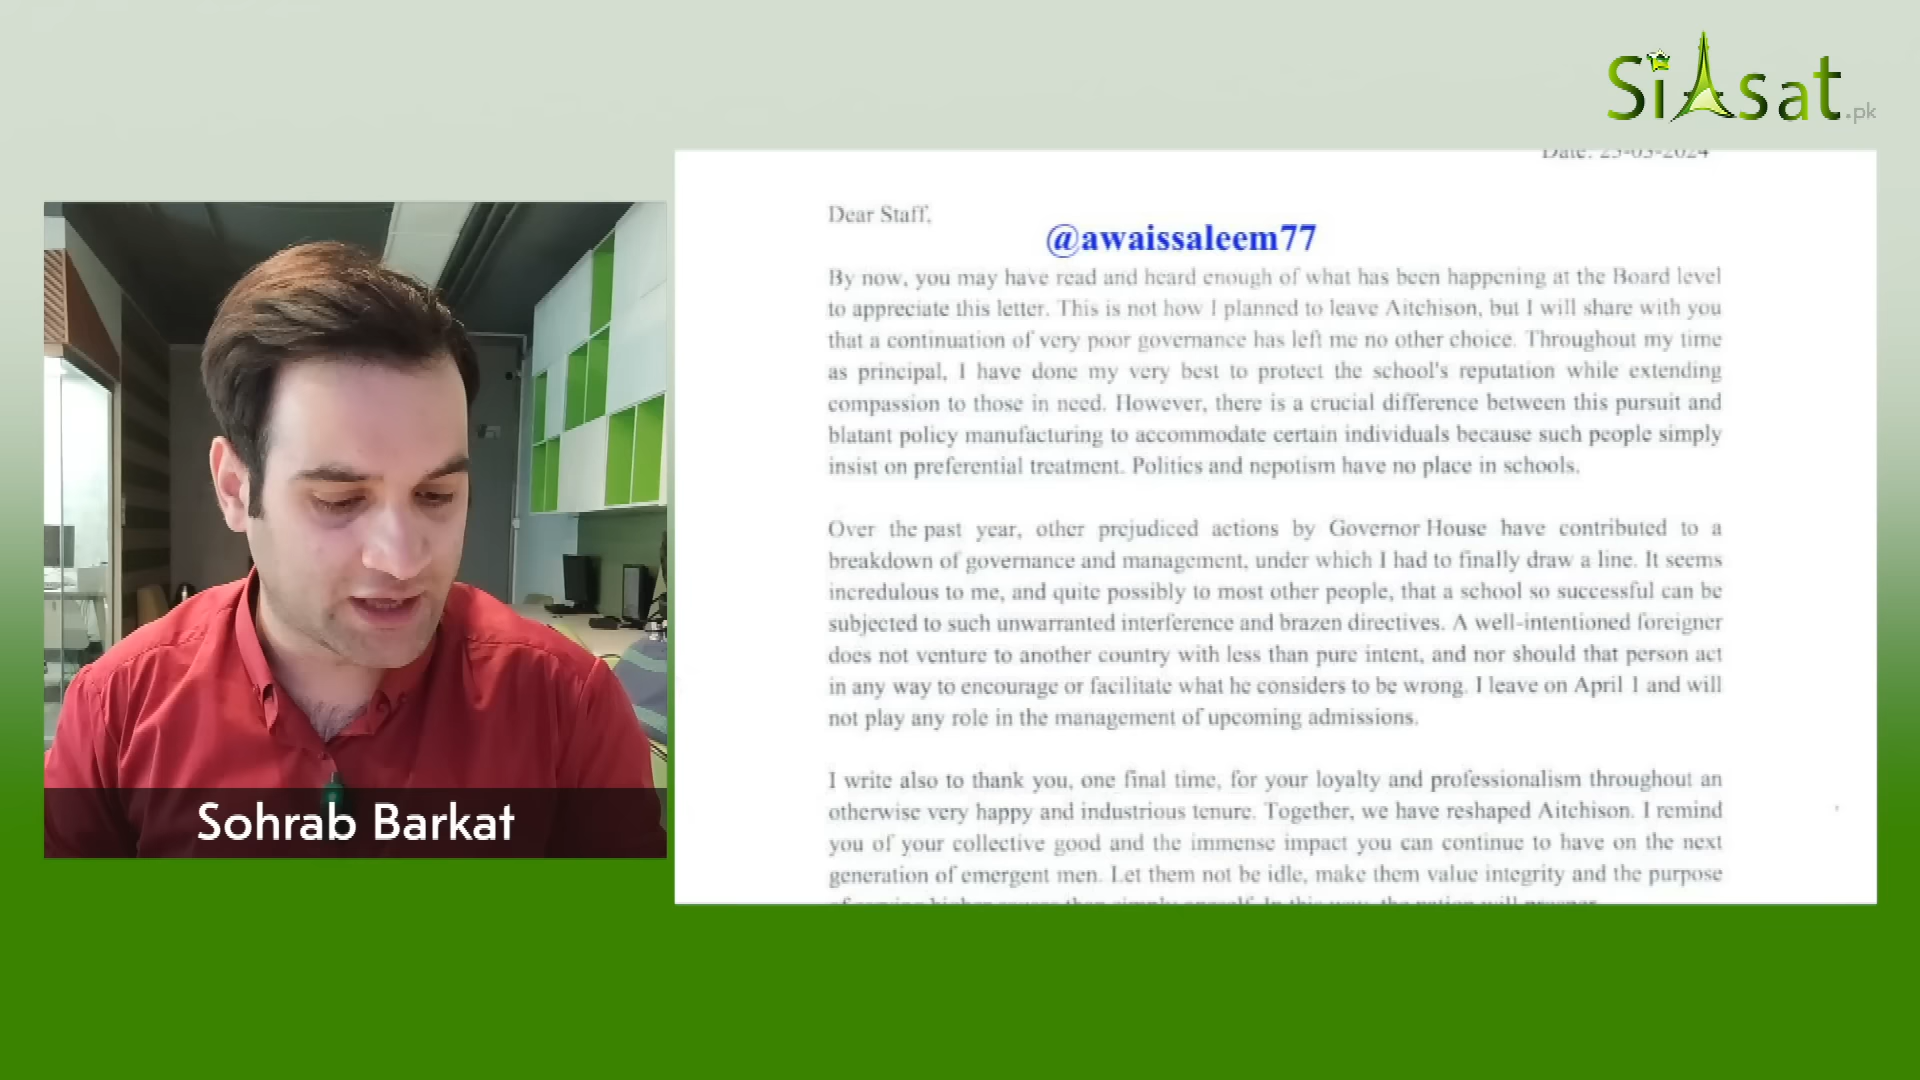 SiAsat.pk
Date: 25-03-2024
Dear Staff,
@awaissaleem77
By now, you may have read and heard enough of what has been happening at the Board level
to appreciate this letter. This is not how I planned to leave Aitchison, but I will share with you
that a continuation of very poor governance has left me no other choice. Throughout my time
as principal, I have done my very best to protect the school's reputation while extending
compassion to those in need. However, there is a crucial difference between this pursuit and
blatant policy manufacturing to accommodate certain individuals because such people simply
insist on preferential treatment. Politics and nepotism have no place in schools.
Over the past year, other prejudiced actions by Governor House have contributed to a
breakdown of governance and management, under which I had to finally draw a line. It seems
incredulous to me, and quite possibly to most other people, that a school so successful can be
subjected to such unwarranted interference and brazen directives. A well-intentioned foreigner
does not venture to another country with less than pure intent, and nor should that person act
in any way to encourage or facilitate what he considers to be wrong. I leave on April 1 and will
not play any role in the management of upcoming admissions.
I write also to thank you, one final time, for your loyalty and professionalism throughout an
otherwise very happy and industrious tenure. Together, we have reshaped Aitchison. I remind
you of your collective good and the immense impact you can continue to have on the next
generation of emergent men. Let them not be idle, make them value integrity and the purpose
Sohrab Barkat